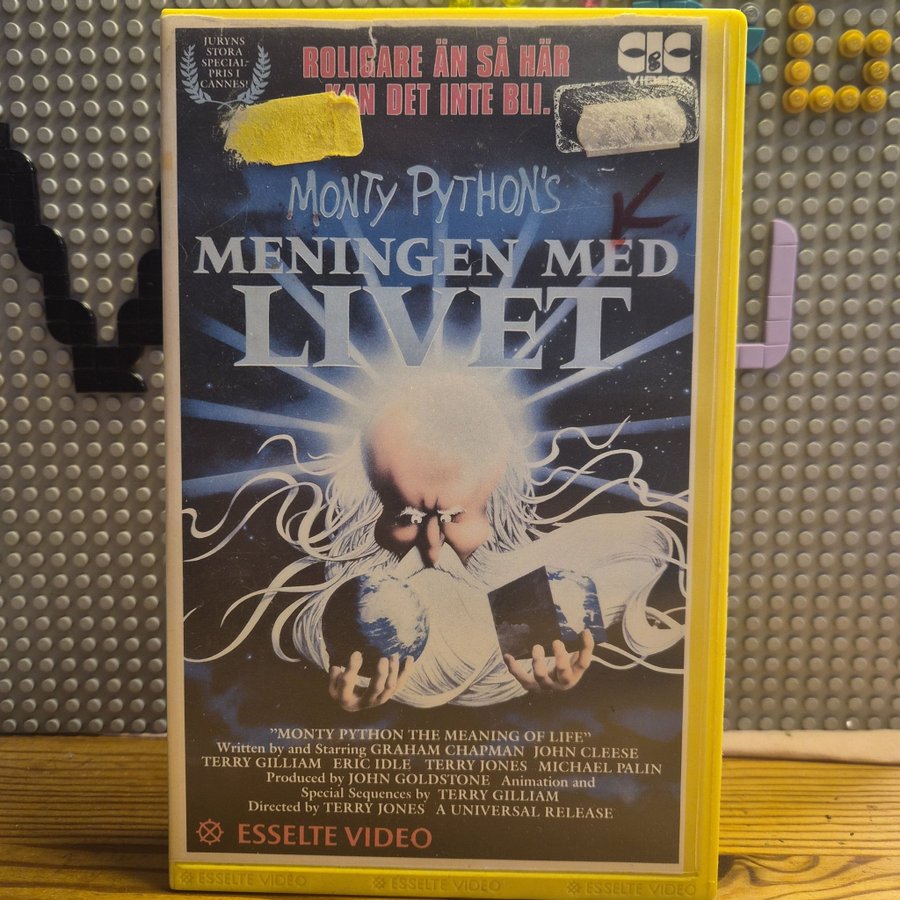 JURYNS
STORA
SPECIAL-
PRIS I
CANNES!
ROLIGARE ÄN SÅ HÄR
KAN DET INTE BLI.
CIC
VIDEO
MONTY PYTHON'S
MENINGEN MED
LIVET
"MONTY PYTHON THE MEANING OF LIFE"
Written by and Starring GRAHAM CHAPMAN JOHN CLEESE
TERRY GILLIAM ERIC IDLE TERRY JONES MICHAEL PALIN
Produced by JOHN GOLDSTONE Animation and
Special Sequences by TERRY GILLIAM
Directed by TERRY JONES A UNIVERSAL RELEASE
ESSELTE VIDEO
ESSELTE VIDEO ESSELTE VIDEO ESSELTE VIDEO